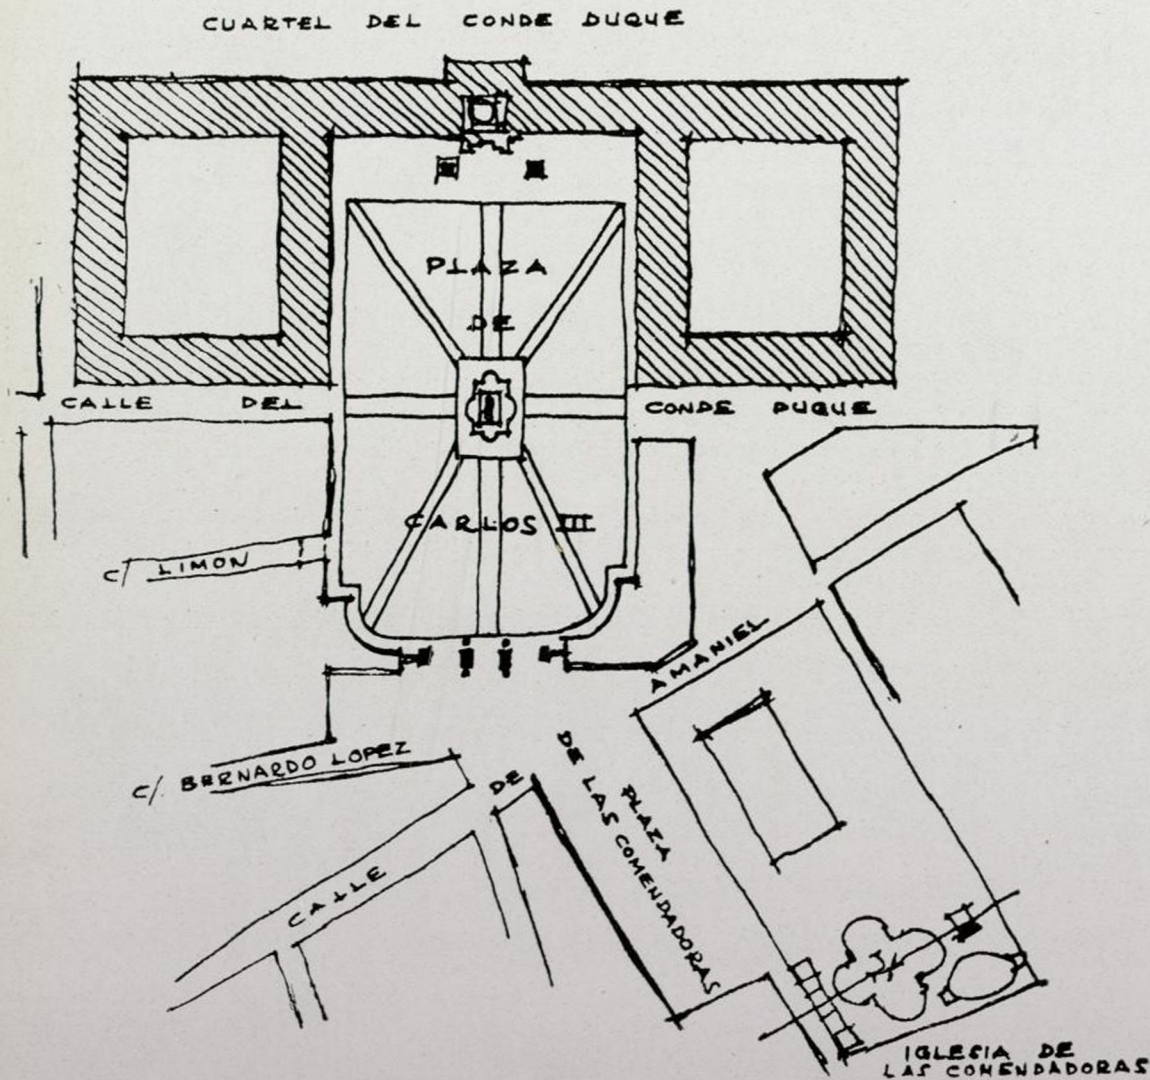 CUARTEL DEL CONDE DUQUE
PLAZA
DE
CALLE DEL
CONDE DUQUE
CARLOS III
C/ LIMON
AMANIEL
C/. BERNARDO LOPEZ
DE
CALLE
PLAZA
DE LAS COMENDADORAS
IGLESIA DE
LAS COMENDADORAS